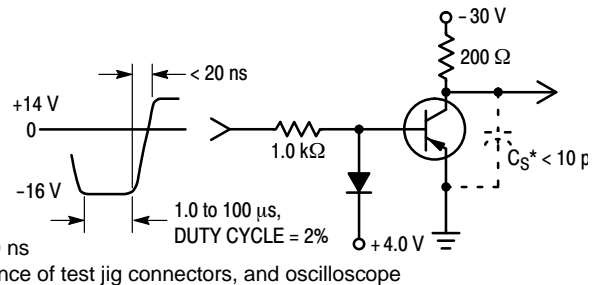 –30 V
200 Ω
< 20 ns
+14 V
0
1.0 kΩ
CS* < 10 p
–16 V
1.0 to 100 µs,
DUTY CYCLE = 2%
+4.0 V
ns
nce of test jig connectors, and oscilloscope